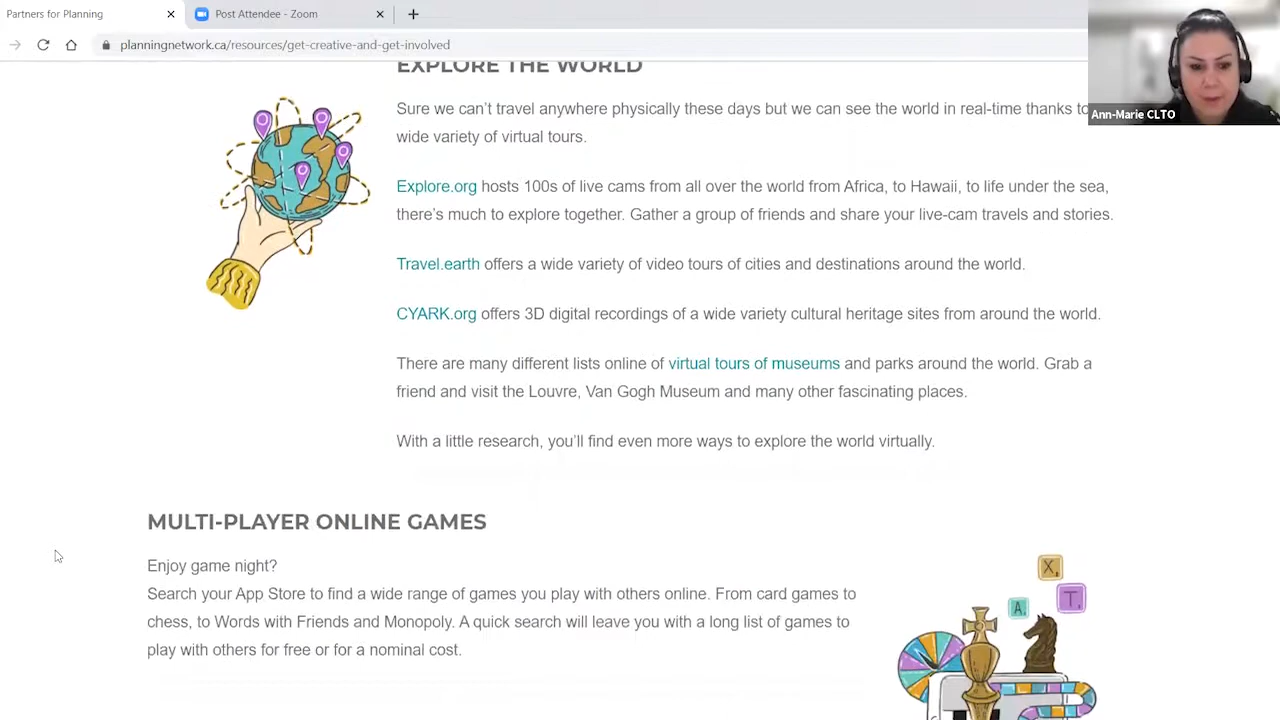 Partners for Planning
Post Attendee - Zoom
planningnetwork.ca/resources/get-creative-and-get-involved
Ann-Marie CLTO
EXPLORE THE WORLD
Sure we can’t travel anywhere physically these days but we can see the world in real-time thanks to
wide variety of virtual tours.
Explore.org hosts 100s of live cams from all over the world from Africa, to Hawaii, to life under the sea,
there’s much to explore together. Gather a group of friends and share your live-cam travels and stories.
Travel.earth offers a wide variety of video tours of cities and destinations around the world.
CYARK.org offers 3D digital recordings of a wide variety cultural heritage sites from around the world.
There are many different lists online of virtual tours of museums and parks around the world. Grab a
friend and visit the Louvre, Van Gogh Museum and many other fascinating places.
With a little research, you’ll find even more ways to explore the world virtually.
MULTI-PLAYER ONLINE GAMES
Enjoy game night?
Search your App Store to find a wide range of games you play with others online. From card games to
chess, to Words with Friends and Monopoly. A quick search will leave you with a long list of games to
play with others for free or for a nominal cost.
X
A
T